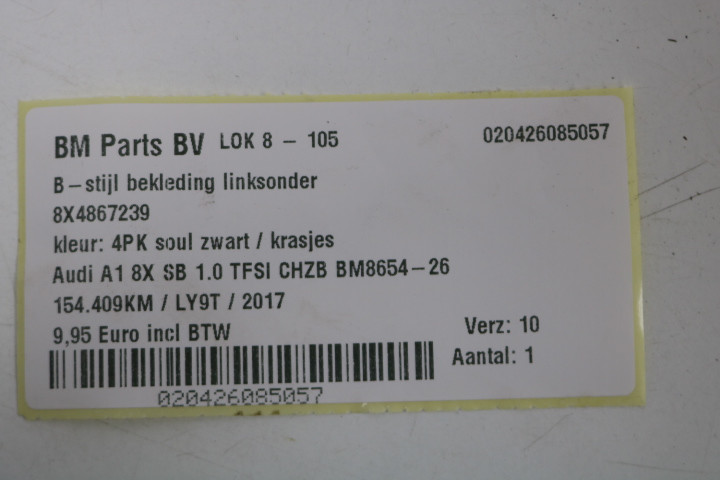 BM Parts BV LOK 8 - 105 020426085057
B-stijl bekleding linksonder
8X4867239
kleur: 4PK soul zwart / krasjes
Audi A1 8X SB 1.0 TFSI CHZB BM8654-26
154.409KM / LY9T / 2017
9,95 Euro incl BTW Verz: 10
Aantal: 1
020426085057